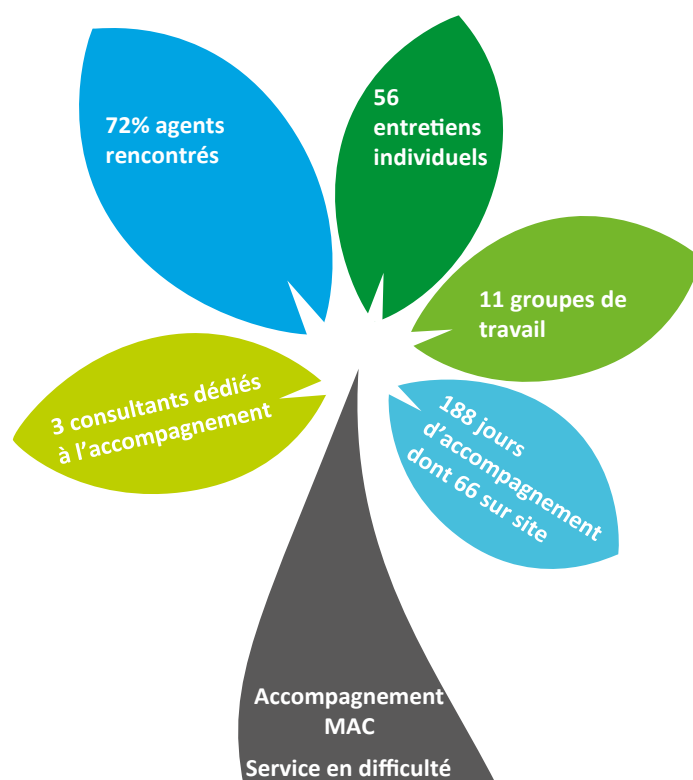 72% agents
rencontrés
56
entretiens
individuels
11 groupes de
travail
3 consultants dédiés
à l’accompagnement
188 jours
d’accompagnement
dont 66 sur site
Accompagnement
MAC
Service en difficulté